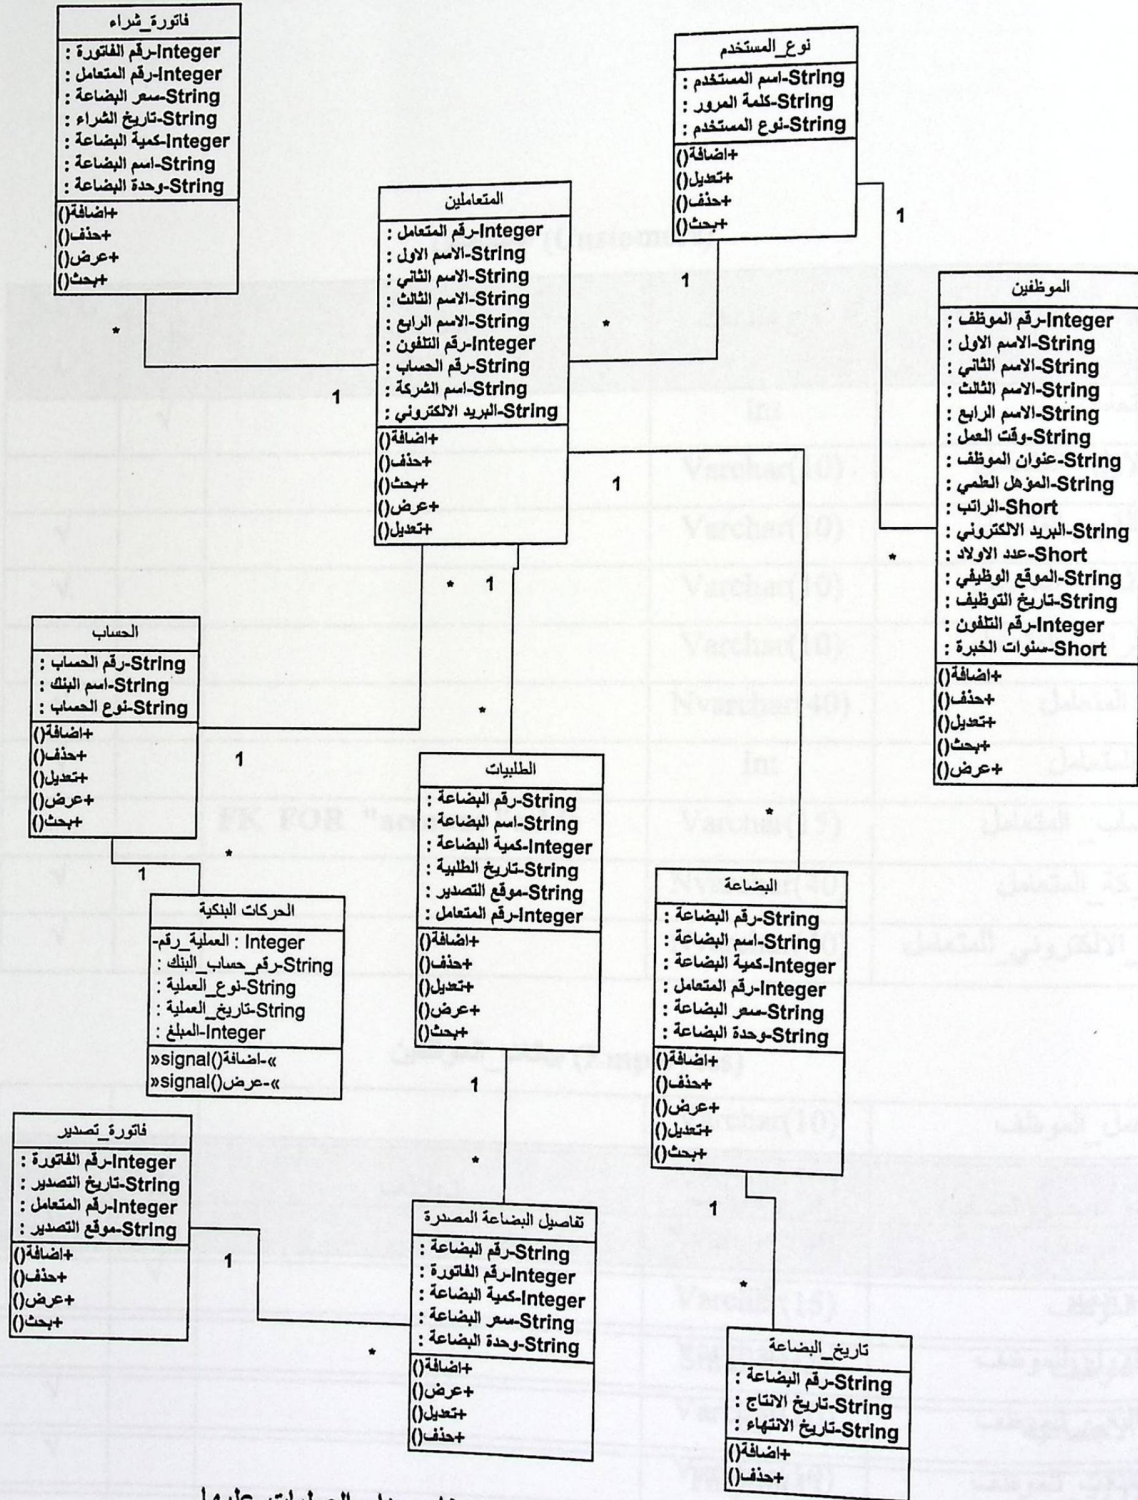 فاتورة_شراء
-رقم الفاتورة : Integer
-رقم المتعامل : Integer
-سعر البضاعة : String
-تاريخ الشراء : String
-كمية البضاعة : Integer
-اسم البضاعة : String
-وحدة البضاعة : String
+اضافة()
+حذف()
+عرض()
+بحث()
نوع_المستخدم
-اسم المستخدم : String
-كلمة المرور : String
-نوع المستخدم : String
+اضافة()
+تعديل()
+حذف()
+بحث()
المتعاملين
-رقم المتعامل : Integer
-الاسم الاول : String
-الاسم الثاني : String
-الاسم الثالث : String
-الاسم الرابع : String
-رقم التلفون : Integer
-رقم الحساب : String
-اسم الشركة : String
-البريد الالكتروني : String
+اضافة()
+حذف()
+بحث()
+عرض()
+تعديل()
الموظفين
-رقم الموظف : Integer
-الاسم الاول : String
-الاسم الثاني : String
-الاسم الثالث : String
-الاسم الرابع : String
-وقت العمل : String
-عنوان الموظف : String
-المؤهل العلمي : String
-الراتب : Short
-البريد الالكتروني : String
-عدد الاولاد : Short
-الموقع الوظيفي : String
-تاريخ التوظيف : String
-رقم التلفون : Integer
-سنوات الخبرة : Short
+اضافة()
+حذف()
+تعديل()
+بحث()
+عرض()
1
*
1
*
1
*
1
*
1
*
1
*
الحساب
-رقم الحساب : String
-اسم البنك : String
-نوع الحساب : String
+اضافة()
+حذف()
+تعديل()
+عرض()
+بحث()
1
*
الطلبيات
-رقم البضاعة : String
-اسم البضاعة : String
-كمية البضاعة : Integer
-تاريخ الطلبية : String
-موقع التصدير : String
-رقم المتعامل : Integer
+اضافة()
+حذف()
+تعديل()
+عرض()
+بحث()
الحركات البنكية
-العملية_رقم : Integer
-رقم_حساب_البنك : String
-نوع_العملية : String
-تاريخ_العملية : String
-المبلغ : Integer
«signal»-اضافة()
«signal»-عرض()
البضاعة
-رقم البضاعة : String
-اسم البضاعة : String
-كمية البضاعة : Integer
-رقم المتعامل : Integer
-سعر البضاعة : String
-وحدة البضاعة : String
+اضافة()
+حذف()
+عرض()
+تعديل()
+بحث()
1
*
فاتورة_تصدير
-رقم الفاتورة : Integer
-تاريخ التصدير : String
-رقم المتعامل : Integer
-موقع التصدير : String
+اضافة()
+حذف()
+عرض()
+بحث()
1
*
تفاصيل البضاعة المصدرة
-رقم البضاعة : String
-رقم الفاتورة : Integer
-كمية البضاعة : Integer
-سعر البضاعة : String
-وحدة البضاعة : String
+اضافة()
+عرض()
+تعديل()
+حذف()
1
*
تاريخ_البضاعة
-رقم البضاعة : String
-تاريخ الانتاج : String
-تاريخ الانتهاء : String
+اضافة()
+حذف()